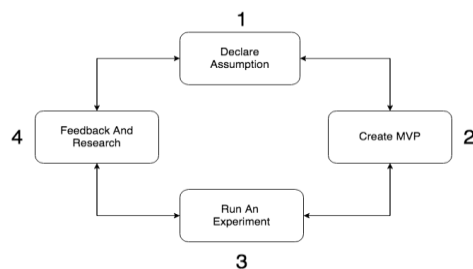 1
Declare
Assumption
4
Feedback And
Research
Create MVP
2
Run An
Experiment
3